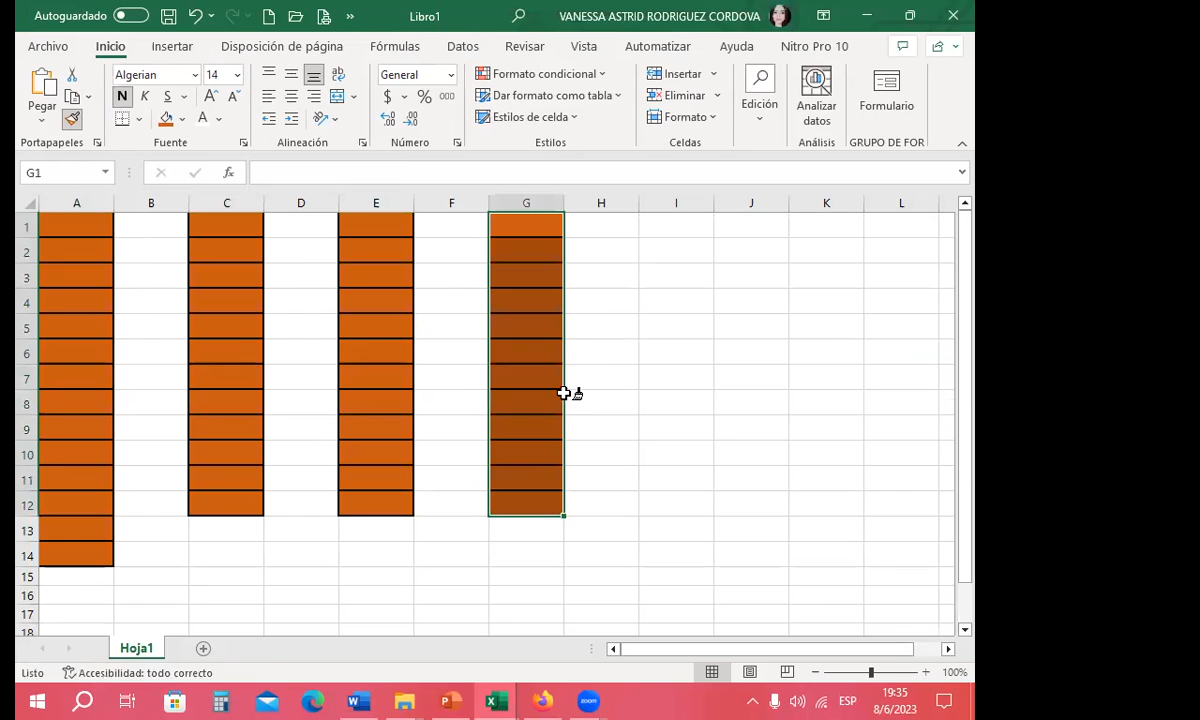 Autoguardado Libro1 VANESSA ASTRID RODRIGUEZ CORDOVA
Archivo Inicio Insertar Disposición de página Fórmulas Datos Revisar Vista Automatizar Ayuda Nitro Pro 10
Pegar
Portapapeles
Algerian 14
N K S A A
A
Fuente
ab
Alineación
General
$ % 000
Número
Formato condicional
Dar formato como tabla
Estilos de celda
Estilos
Insertar
Eliminar
Formato
Celdas
Edición
Analizar
datos
Análisis
Formulario
GRUPO DE FOR
G1 fx
A B C D E F G H I J K L
1
2
3
4
5
6
7
8
9
10
11
12
13
14
15
16
17
18
Hoja1
Listo Accesibilidad: todo correcto 100%
ESP 19:35
8/6/2023